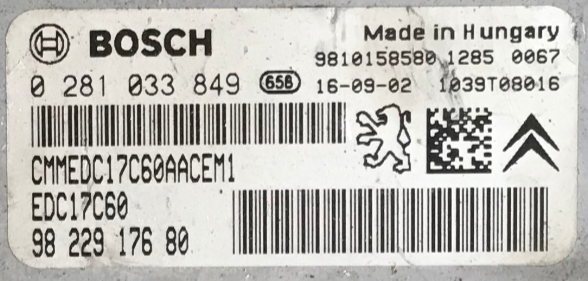 BOSCH
Made in Hungary
9810158580 1285 0067
0 281 033 849 658 16-09-02 1039T08016
CMMEDC17C60AACEM1
EDC17C60
98 229 176 80